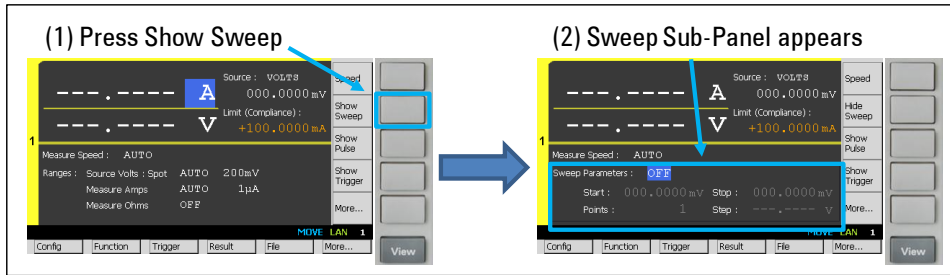 (1) Press Show Sweep
---.---- A
Source : VOLTS
000.0000 mV
Limit (Compliance) :
---.---- V
+100.0000 mA
1
Measure Speed : AUTO
Ranges : Source Volts : Spot AUTO 200mV
Measure Amps AUTO 1µA
Measure Ohms OFF
MOVE LAN 1
Speed
Show Sweep
Show Pulse
Show Trigger
More...
Config Function Trigger Result File More...
View
(2) Sweep Sub-Panel appears
---.---- A
Source : VOLTS
000.0000 mV
Limit (Compliance) :
---.---- V
+100.0000 mA
1
Measure Speed : AUTO
Sweep Parameters : OFF
Start : 000.0000 mV Stop : 000.0000 mV
Points : 1 Step : ---.---- V
MOVE LAN 1
Speed
Hide Sweep
Show Pulse
Show Trigger
More...
Config Function Trigger Result File More...
View